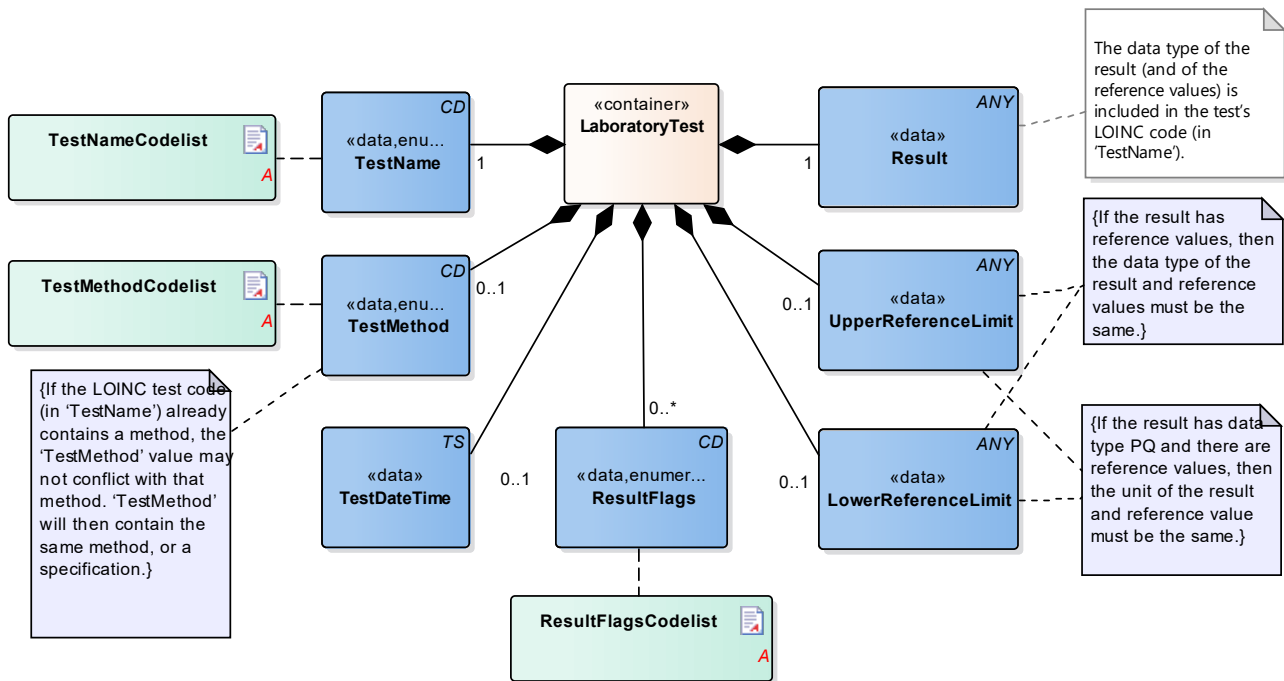 The data type of the
result (and of the
reference values) is
included in the test's
LOINC code (in
'TestName').
TestNameCodelist
A
CD
«data,enu...
TestName
1
«container»
LaboratoryTest
1
ANY
«data»
Result
TestMethodCodelist
A
CD
«data,enu...
TestMethod
0..1
0..1
ANY
«data»
UpperReferenceLimit
{If the result has
reference values, then
the data type of the
result and reference
values must be the
same.}
{If the LOINC test code
(in ‘TestName’) already
contains a method, the
‘TestMethod’ value may
not conflict with that
method. ‘TestMethod’
will then contain the
same method, or a
specification.}
TS
«data»
TestDateTime
0..1
0..*
CD
«data,enumer...
ResultFlags
0..1
ANY
«data»
LowerReferenceLimit
{If the result has data
type PQ and there are
reference values, then
the unit of the result
and reference value
must be the same.}
ResultFlagsCodelist
A